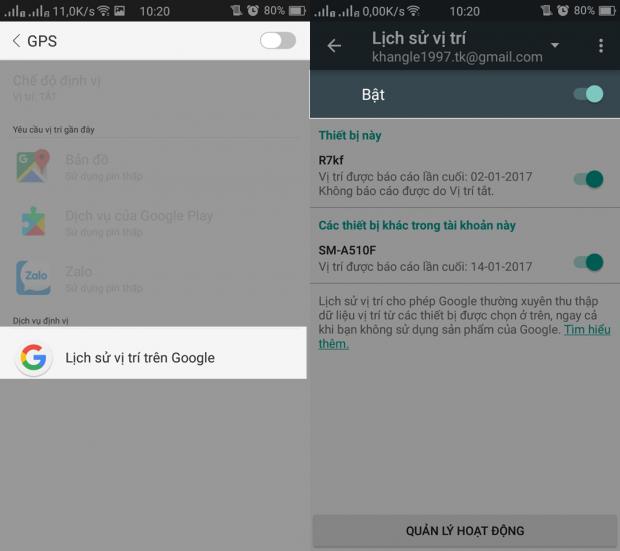 11,0K/s 10:20 80%
GPS
Chế độ định vị
Vị trí: TẮT
Yêu cầu vị trí gần đây
Bản đồ
Sử dụng pin thấp
Dịch vụ của Google Play
Sử dụng pin thấp
Zalo
Zalo
Sử dụng pin thấp
Dịch vụ định vị
G
Lịch sử vị trí trên Google
0,00K/s 10:20 80%
Lịch sử vị trí
khangle1997.tk@gmail.com
Bật
Thiết bị này
R7kf
Vị trí được báo cáo lần cuối: 02-01-2017
Không báo cáo được do Vị trí tắt.
Các thiết bị khác trong tài khoản này
SM-A510F
Vị trí được báo cáo lần cuối: 14-01-2017
Lịch sử vị trí cho phép Google thường xuyên thu thập
dữ liệu vị trí từ các thiết bị được chọn ở trên, ngay cả
khi bạn không sử dụng sản phẩm của Google. Tìm hiểu
thêm.
QUẢN LÝ HOẠT ĐỘNG